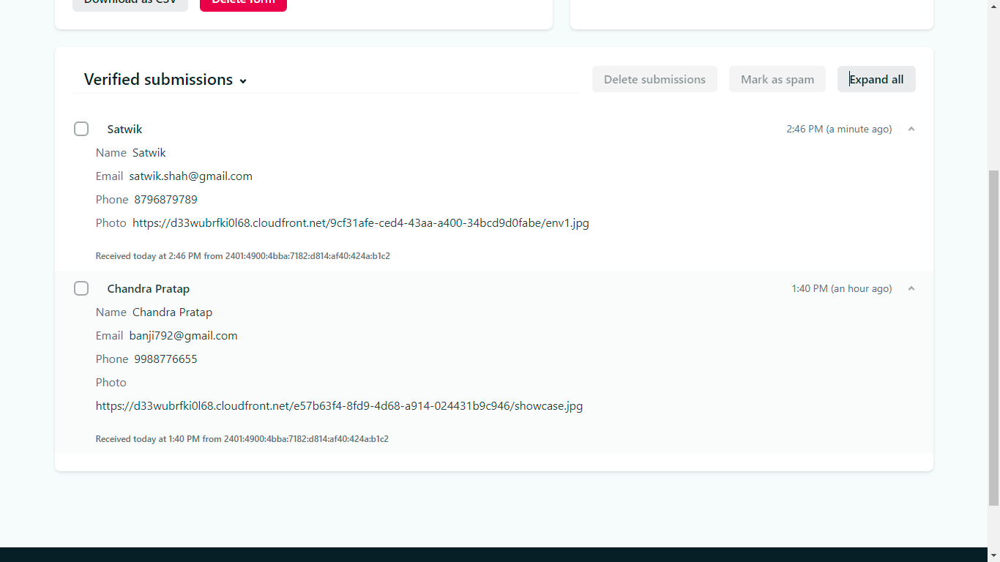 Download as CSV Delete form
Verified submissions Delete submissions Mark as spam Expand all
Satwik 2:46 PM (a minute ago)
Name Satwik
Email satwik.shah@gmail.com
Phone 8796879789
Photo https://d33wubrfki0l68.cloudfront.net/9cf31afe-ced4-43aa-a400-34bcd9d0fabe/env1.jpg
Received today at 2:46 PM from 2401:4900:4bba:7182:d814:af40:424a:b1c2
Chandra Pratap 1:40 PM (an hour ago)
Name Chandra Pratap
Email banji792@gmail.com
Phone 9988776655
Photo
https://d33wubrfki0l68.cloudfront.net/e57b63f4-8fd9-4d68-a914-024431b9c946/showcase.jpg
Received today at 1:40 PM from 2401:4900:4bba:7182:d814:af40:424a:b1c2